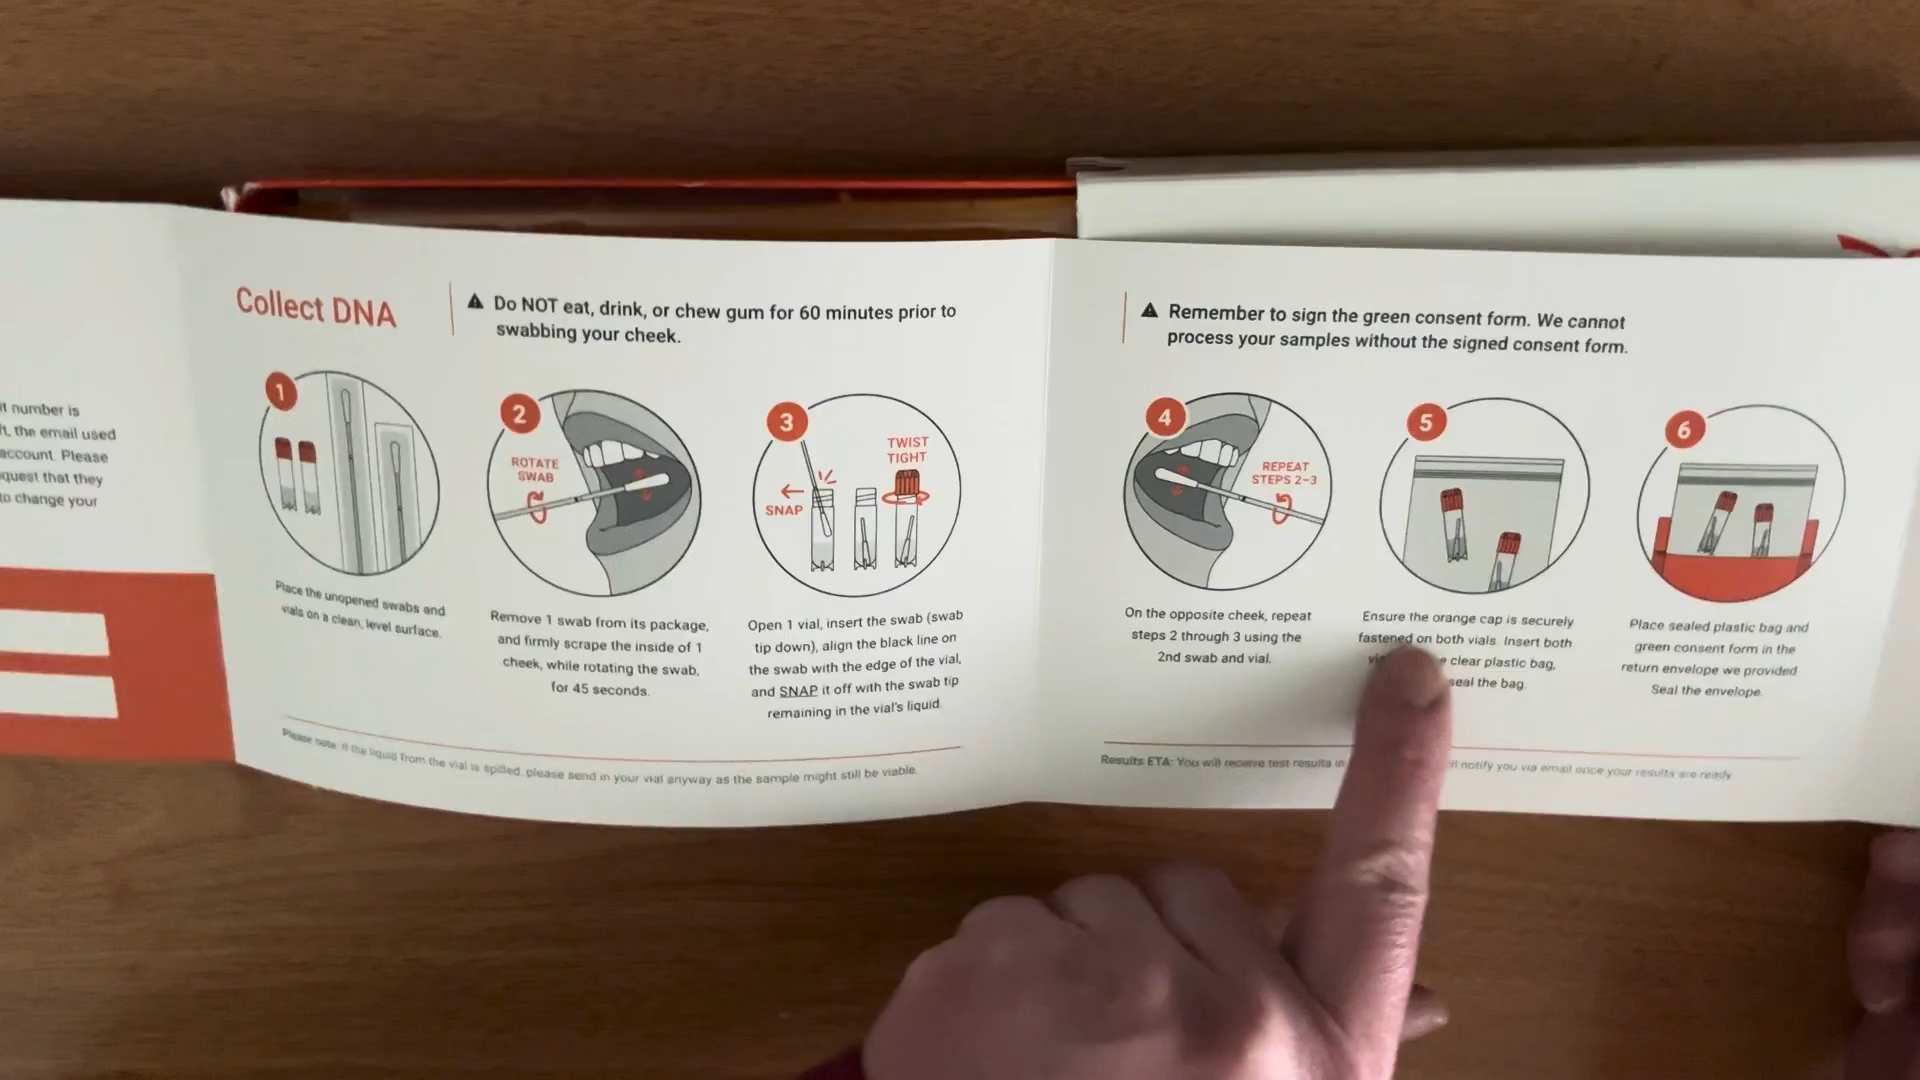 it number is
ft, the email used
account. Please
quest that they
to change your
Collect DNA
Do NOT eat, drink, or chew gum for 60 minutes prior to
swabbing your cheek.
1
Place the unopened swabs and
vials on a clean, level surface.
2
ROTATE
SWAB
Remove 1 swab from its package,
and firmly scrape the inside of 1
cheek, while rotating the swab,
for 45 seconds.
3
SNAP
TWIST
TIGHT
Open 1 vial, insert the swab (swab
tip down), align the black line on
the swab with the edge of the vial,
and SNAP it off with the swab tip
remaining in the vial's liquid.
Please note: If the liquid from the vial is spilled, please send in your vial anyway as the sample might still be viable.
Remember to sign the green consent form. We cannot
process your samples without the signed consent form.
4
REPEAT
STEPS 2-3
On the opposite cheek, repeat
steps 2 through 3 using the
2nd swab and vial.
5
Ensure the orange cap is securely
fastened on both vials. Insert both
clear plastic bag,
seal the bag.
6
Place sealed plastic bag and
green consent form in the
return envelope we provided.
Seal the envelope.
Results ETA: You will receive test results in
notify you via email once your results are ready